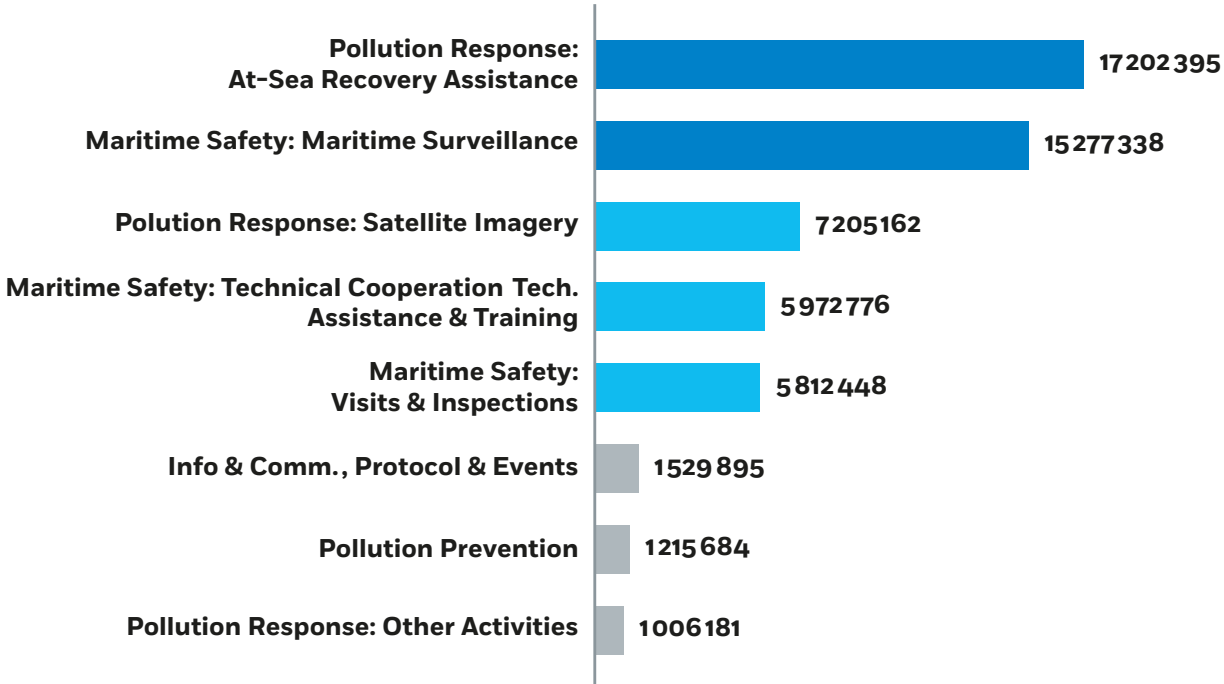 Pollution Response:
At-Sea Recovery Assistance
17 202 395
Maritime Safety: Maritime Surveillance
15 277 338
Polution Response: Satellite Imagery
7 205 162
Maritime Safety: Technical Cooperation Tech.
Assistance & Training
5 972 776
Maritime Safety:
Visits & Inspections
5 812 448
Info & Comm., Protocol & Events
1 529 895
Pollution Prevention
1 215 684
Pollution Response: Other Activities
1 006 181